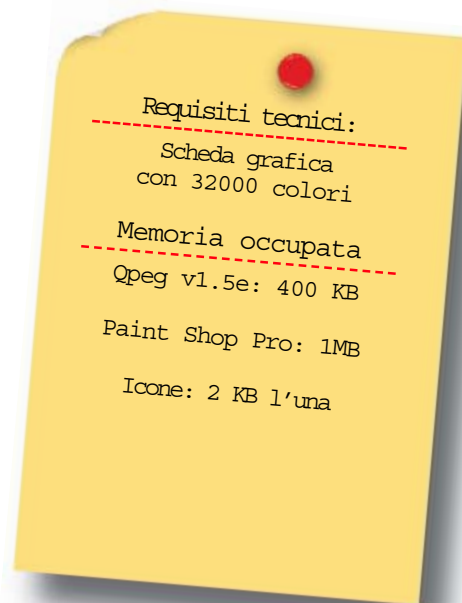 Requisiti tecnici:
Scheda grafica
con 32000 colori
Memoria occupata
Qpeg v1.5e: 400 KB
Paint Shop Pro: 1MB
Icone: 2 KB l'una